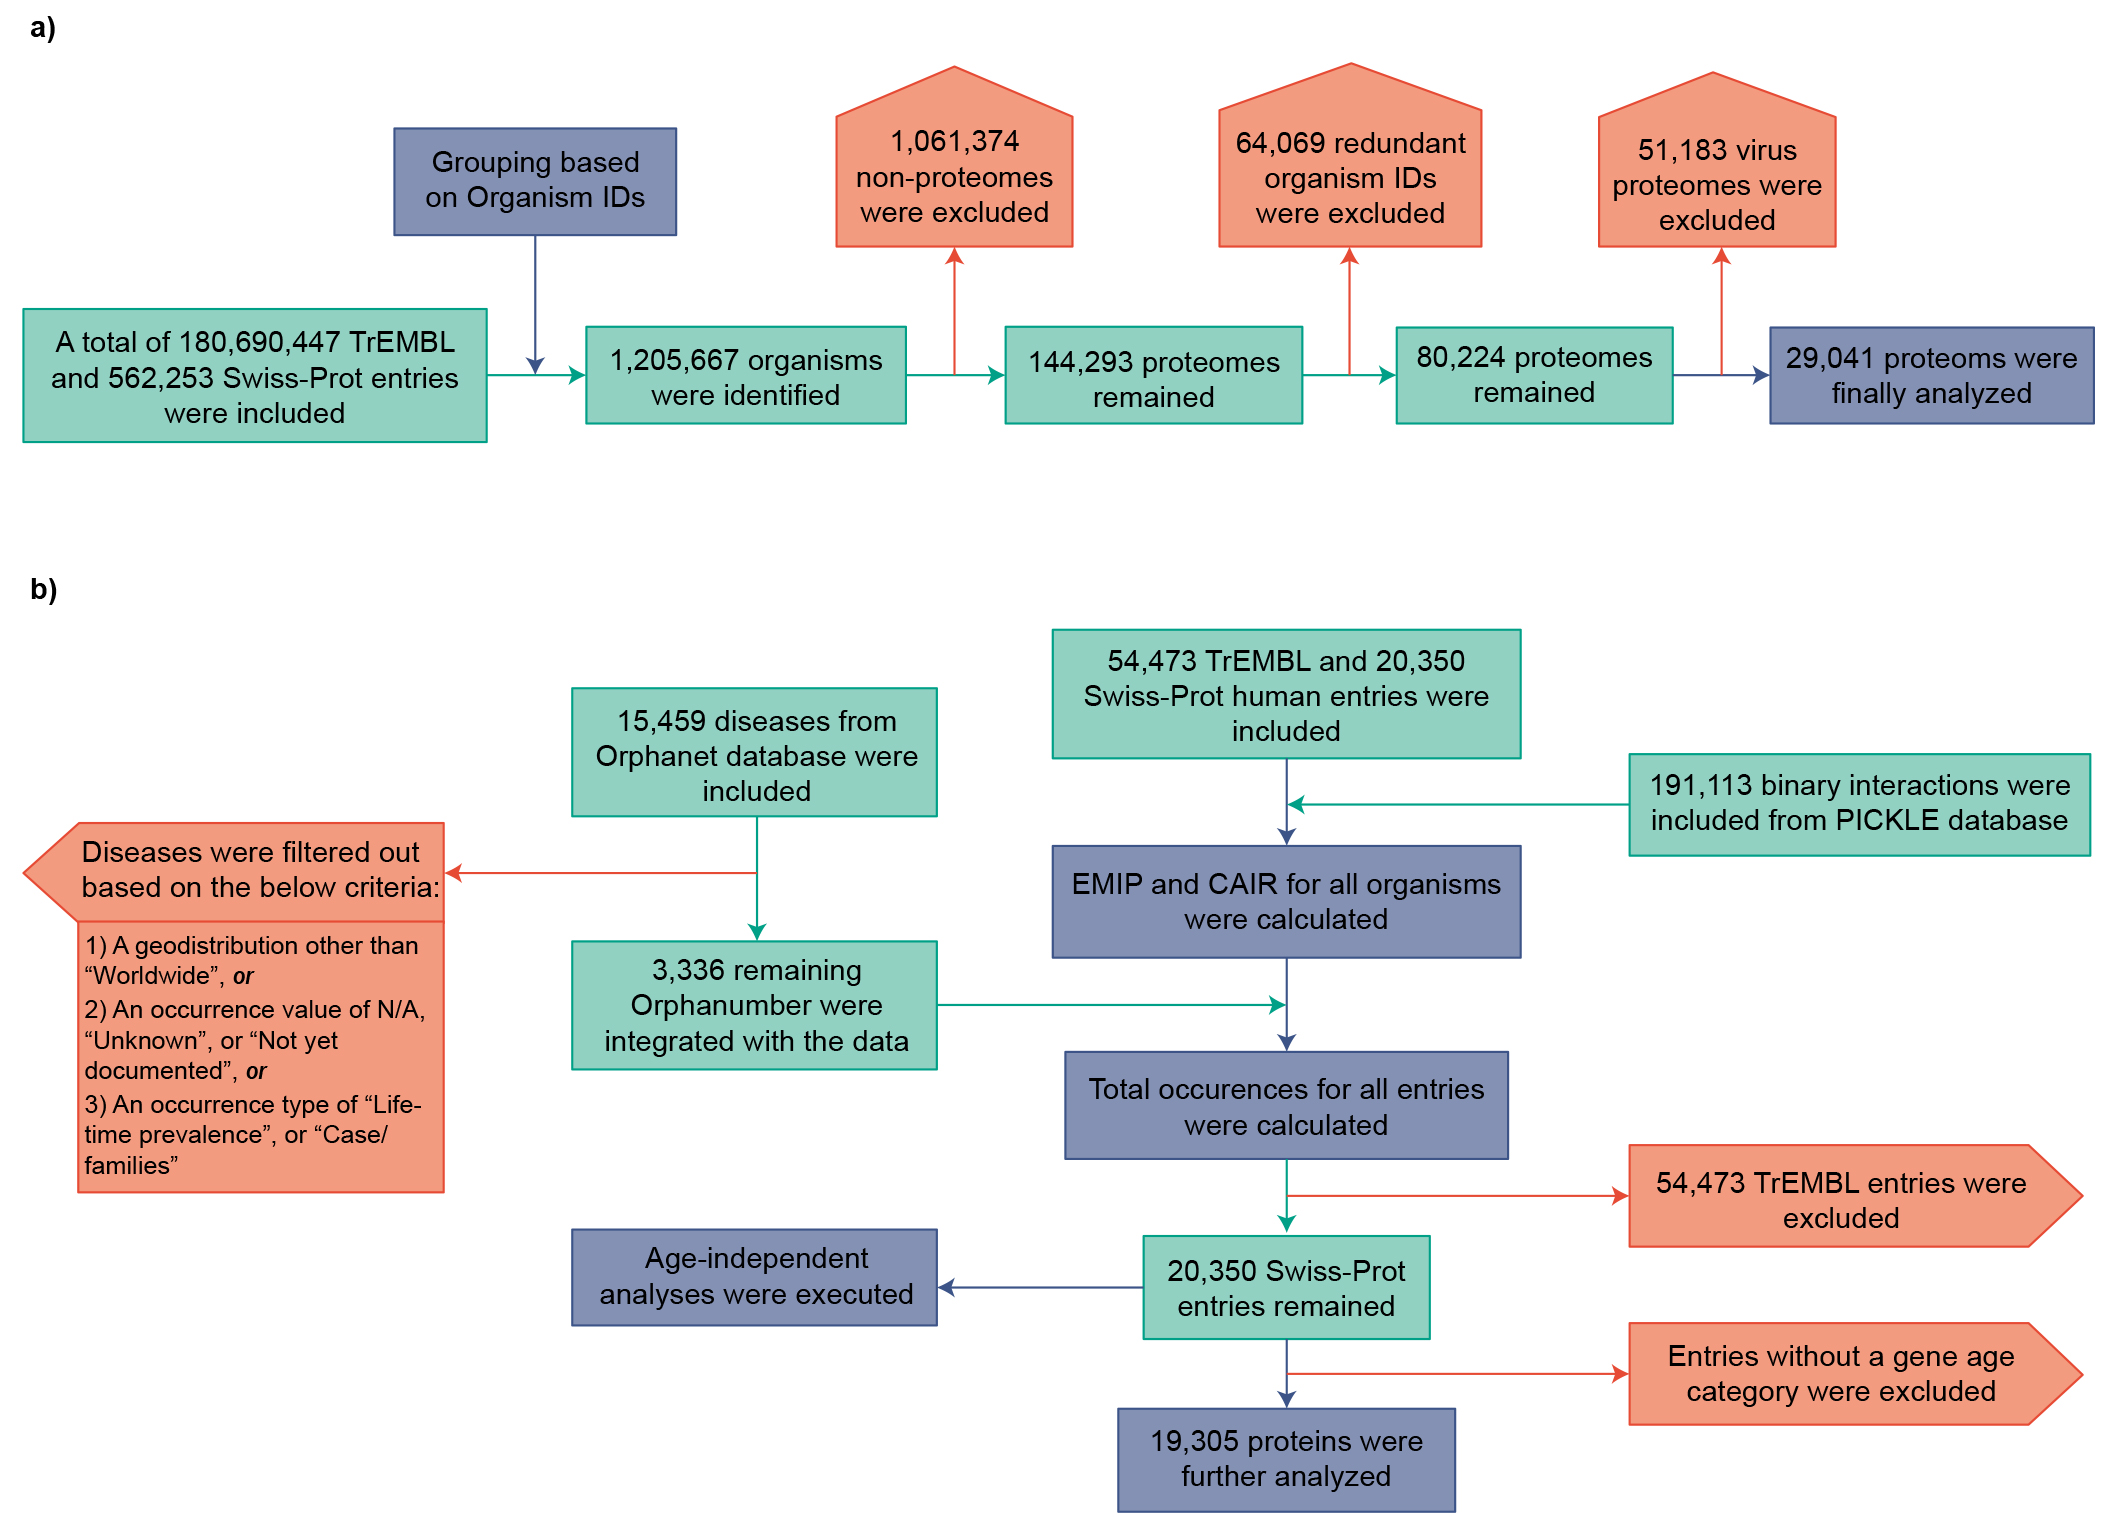 a)
Grouping based
on Organism IDs
1,061,374
non-proteomes
were excluded
64,069 redundant
organism IDs
were excluded
51,183 virus
proteomes were
excluded
A total of 180,690,447 TrEMBL
and 562,253 Swiss-Prot entries
were included
1,205,667 organisms
were identified
144,293 proteomes
remained
80,224 proteomes
remained
29,041 proteoms were
finally analyzed
b)
54,473 TrEMBL and 20,350
Swiss-Prot human entries were
included
15,459 diseases from
Orphanet database were
included
191,113 binary interactions were
included from PICKLE database
Diseases were filtered out
based on the below criteria:
1) A geodistribution other than
“Worldwide”, or
2) An occurrence value of N/A,
“Unknown”, or “Not yet
documented”, or
3) An occurrence type of “Life-
time prevalence”, or “Case/
families”
EMIP and CAIR for all organisms
were calculated
3,336 remaining
Orphanumber were
integrated with the data
Total occurences for all entries
were calculated
54,473 TrEMBL entries were
excluded
Age-independent
analyses were executed
20,350 Swiss-Prot
entries remained
Entries without a gene age
category were excluded
19,305 proteins were
further analyzed